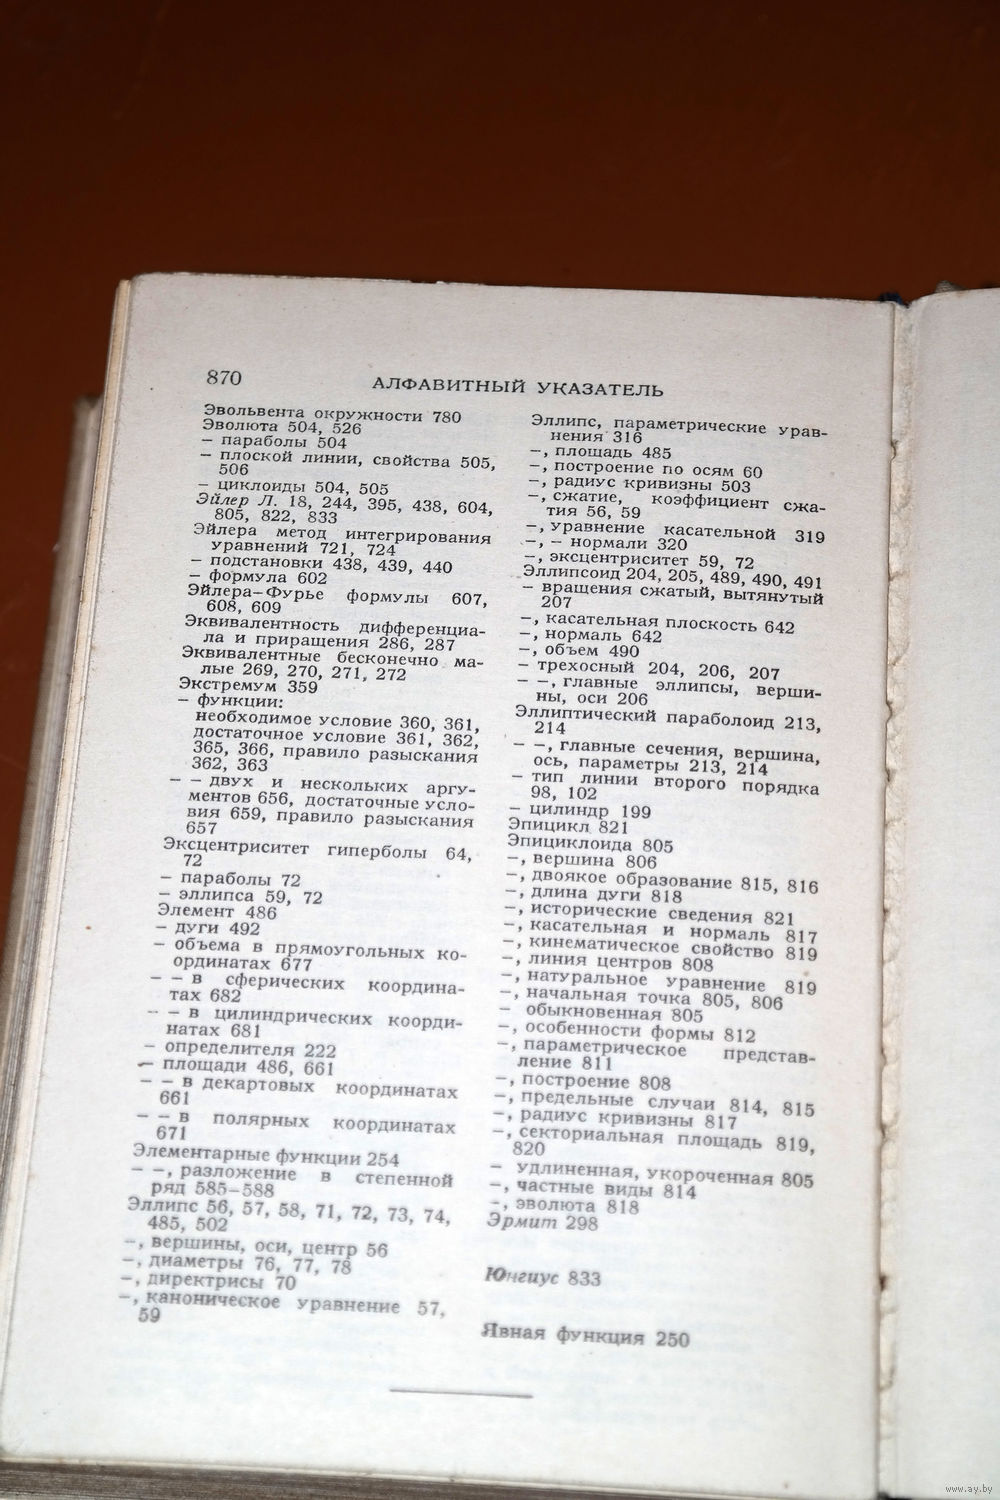 870
АЛФАВИТНЫЙ УКАЗАТЕЛЬ
Эвольвента окружности 780
Эволюта 504, 526
– параболы 504
– плоской линии, свойства 505,
506
– циклоиды 504, 505
Эйлер Л. 18, 244, 395, 438, 604,
805, 822, 833
Эйлера метод интегрирования
уравнений 721, 724
– подстановки 438, 439, 440
– формула 602
Эйлера–Фурье формулы 607,
608, 609
Эквивалентность дифференциа-
ла и приращения 286, 287
Эквивалентные бесконечно ма-
лые 269, 270, 271, 272
Экстремум 359
– функции:
необходимое условие 360, 361,
достаточное условие 361, 362,
365, 366, правило разыскания
362, 363
– – двух и нескольких аргу-
ментов 656, достаточные усло-
вия 659, правило разыскания
657
Эксцентриситет гиперболы 64,
72
– параболы 72
– эллипса 59, 72
Элемент 486
– дуги 492
– объема в прямоугольных ко-
ординатах 677
– – в сферических координа-
тах 682
– – в цилиндрических коорди-
натах 681
– определителя 222
– площади 486, 661
– – в декартовых координатах
661
– – в полярных координатах
671
Элементарные функции 254
– –, разложение в степенной
ряд 585–588
Эллипс 56, 57, 58, 71, 72, 73, 74,
485, 502
–, вершины, оси, центр 56
–, диаметры 76, 77, 78
–, директрисы 70
–, каноническое уравнение 57,
59
Эллипс, параметрические урав-
нения 316
–, площадь 485
–, построение по осям 60
–, радиус кривизны 503
–, сжатие, коэффициент сжа-
тия 56, 59
–, уравнение касательной 319
–, – нормали 320
–, эксцентриситет 59, 72
Эллипсоид 204, 205, 489, 490, 491
– вращения сжатый, вытянутый
207
–, касательная плоскость 642
–, нормаль 642
–, объем 490
– трехосный 204, 206, 207
– –, главные эллипсы, верши-
ны, оси 206
Эллиптический параболоид 213,
214
– –, главные сечения, вершина,
ось, параметры 213, 214
– тип линии второго порядка
98, 102
– цилиндр 199
Эпицикл 821
Эпициклоида 805
–, вершина 806
–, двоякое образование 815, 816
–, длина дуги 818
–, исторические сведения 821
–, касательная и нормаль 817
–, кинематическое свойство 819
–, линия центров 808
–, натуральное уравнение 819
–, начальная точка 805, 806
– обыкновенная 805
–, особенности формы 812
–, параметрическое представ-
ление 811
–, построение 808
–, предельные случаи 814, 815
–, радиус кривизны 817
–, секториальная площадь 819,
820
– удлиненная, укороченная 805
–, частные виды 814
–, эволюта 818
Эрмит 298
Юнгиус 833
Явная функция 250
www.ay.by